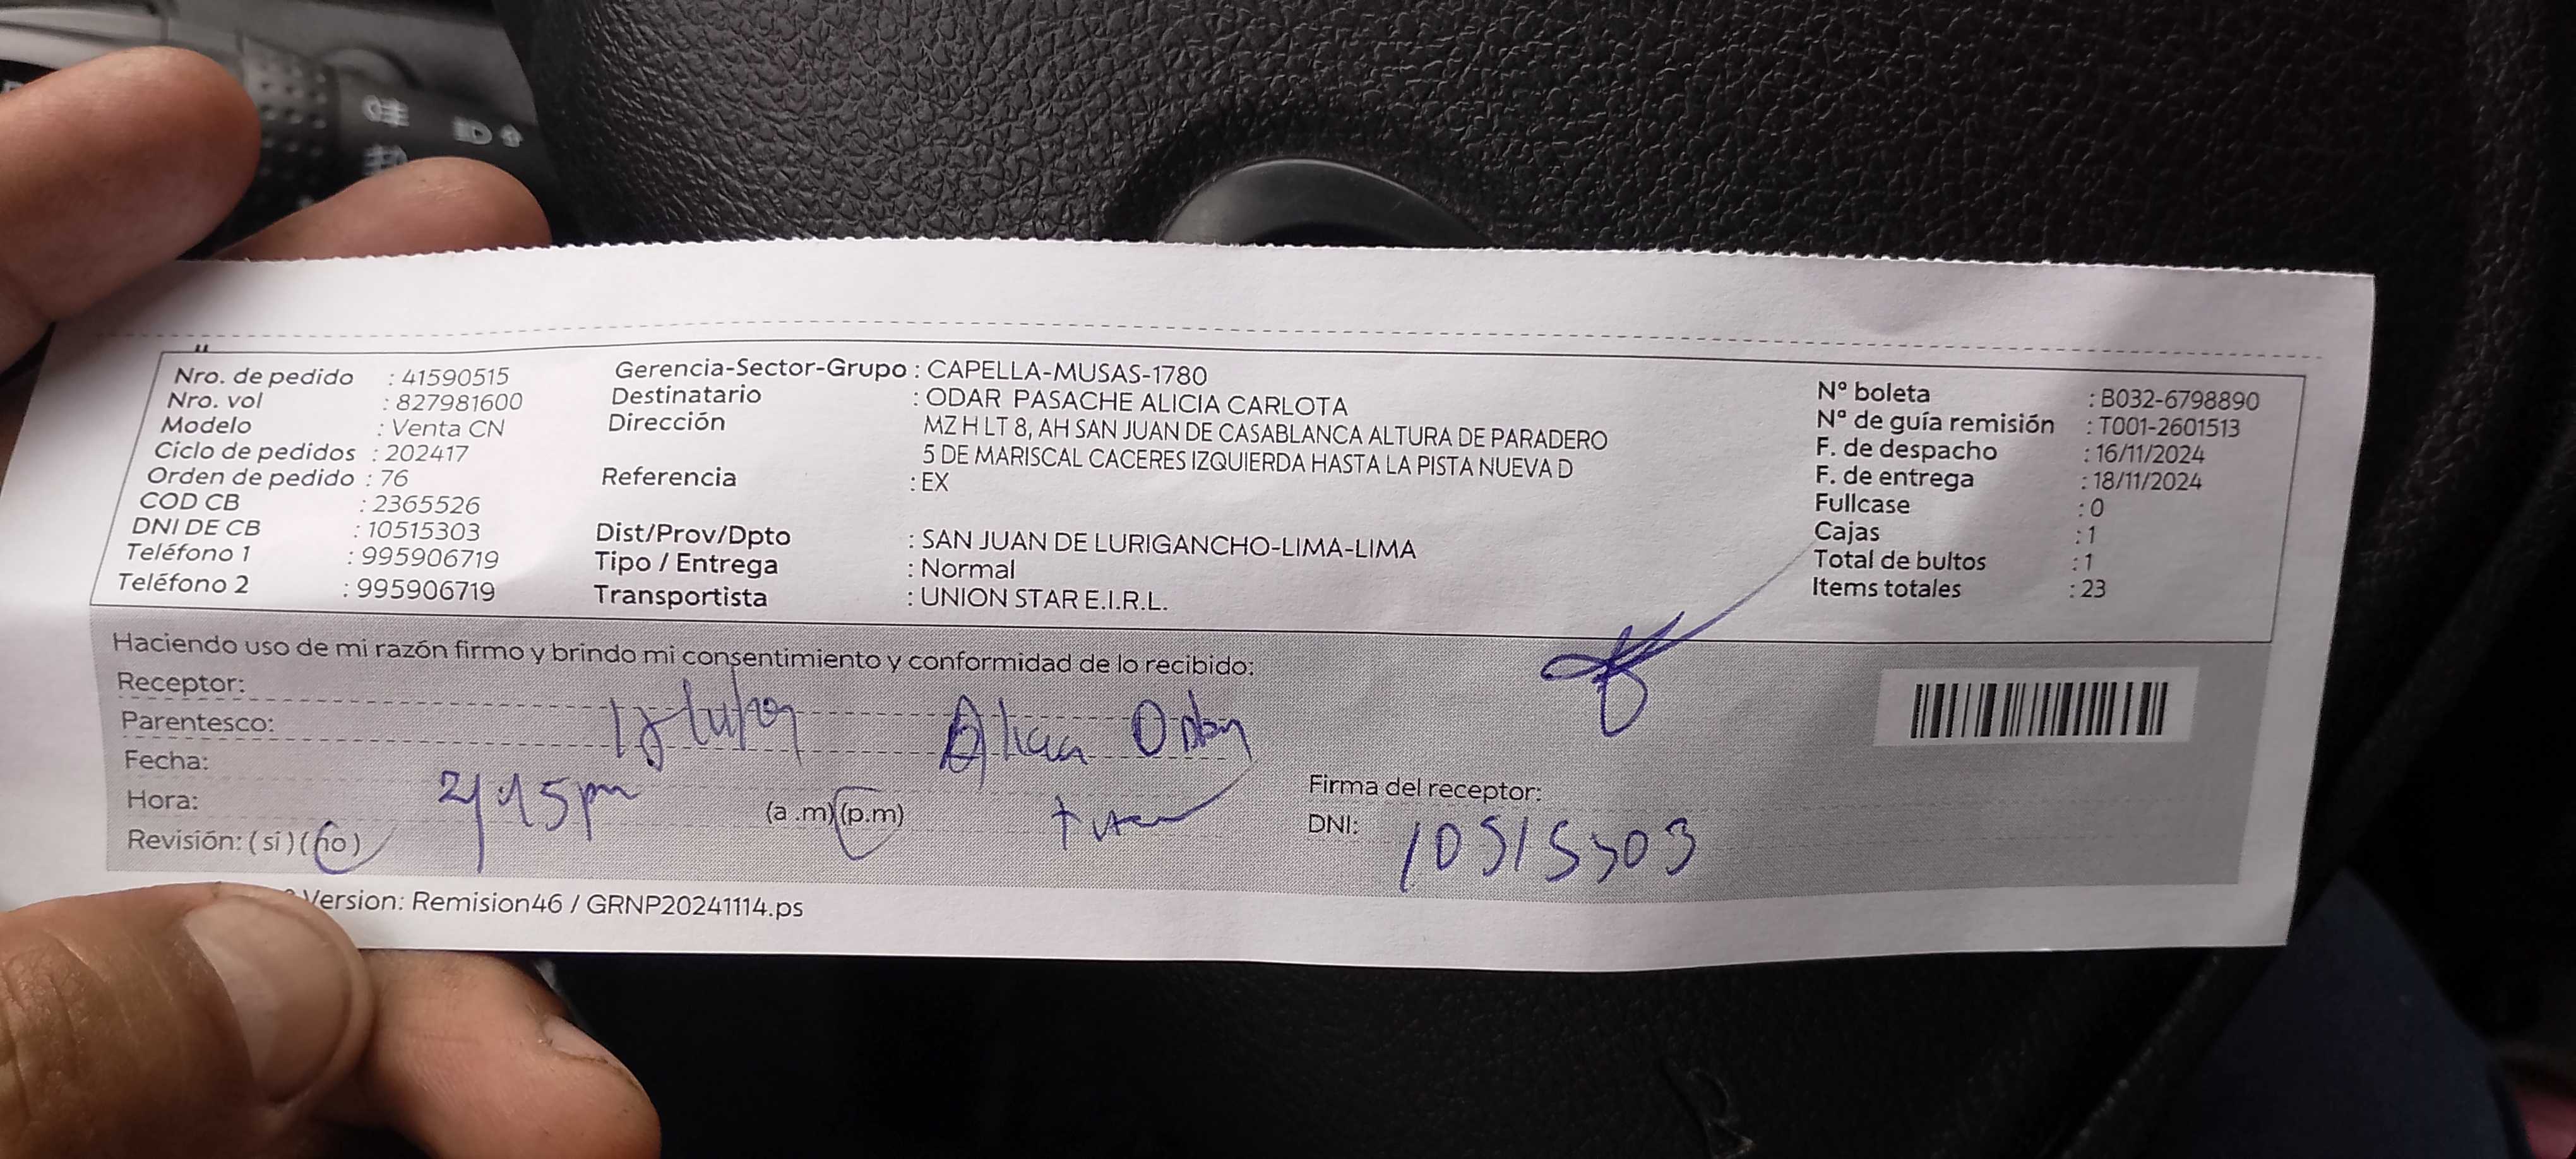 Nro. de pedido : 41590515
Nro. vol : 827981600
Modelo : Venta CN
Ciclo de pedidos : 202417
Orden de pedido : 76
COD CB : 2365526
DNI DE CB : 10515303
Teléfono 1 : 995906719
Teléfono 2 : 995906719
Gerencia-Sector-Grupo : CAPELLA-MUSAS-1780
Destinatario : ODAR PASACHE ALICIA CARLOTA
Dirección MZ H LT 8, AH SAN JUAN DE CASABLANCA ALTURA DE PARADERO
5 DE MARISCAL CACERES IZQUIERDA HASTA LA PISTA NUEVA D
Referencia : EX
Dist/Prov/Dpto : SAN JUAN DE LURIGANCHO-LIMA-LIMA
Tipo / Entrega : Normal
Transportista : UNION STAR E.I.R.L.
Nº boleta : B032-6798890
Nº de guía remisión : T001-2601513
F. de despacho : 16/11/2024
F. de entrega : 18/11/2024
Fullcase : 0
Cajas : 1
Total de bultos : 1
Items totales : 23
Haciendo uso de mi razón firmo y brindo mi consentimiento y conformidad de lo recibido:
Receptor:
Parentesco: Alicia
Fecha:
Hora: (a .m) (p.m)
Revisión: ( si ) ( no )
Firma del receptor:
DNI: 10515303
Version: Remision46 / GRNP20241114.ps